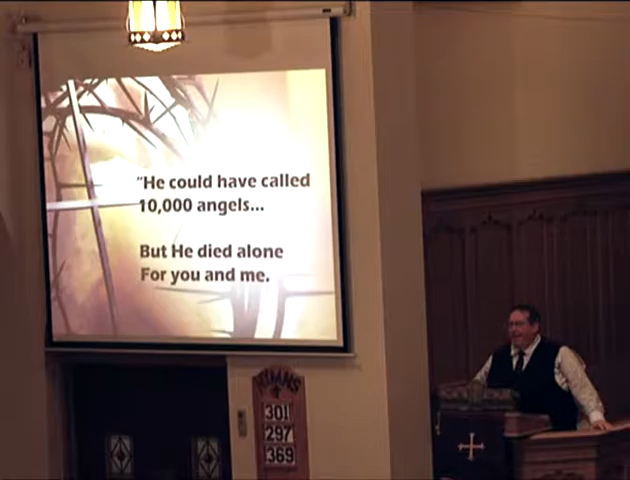 "He could have called
10,000 angels...
But He died alone
For you and me.
HYMNS
301
297
369